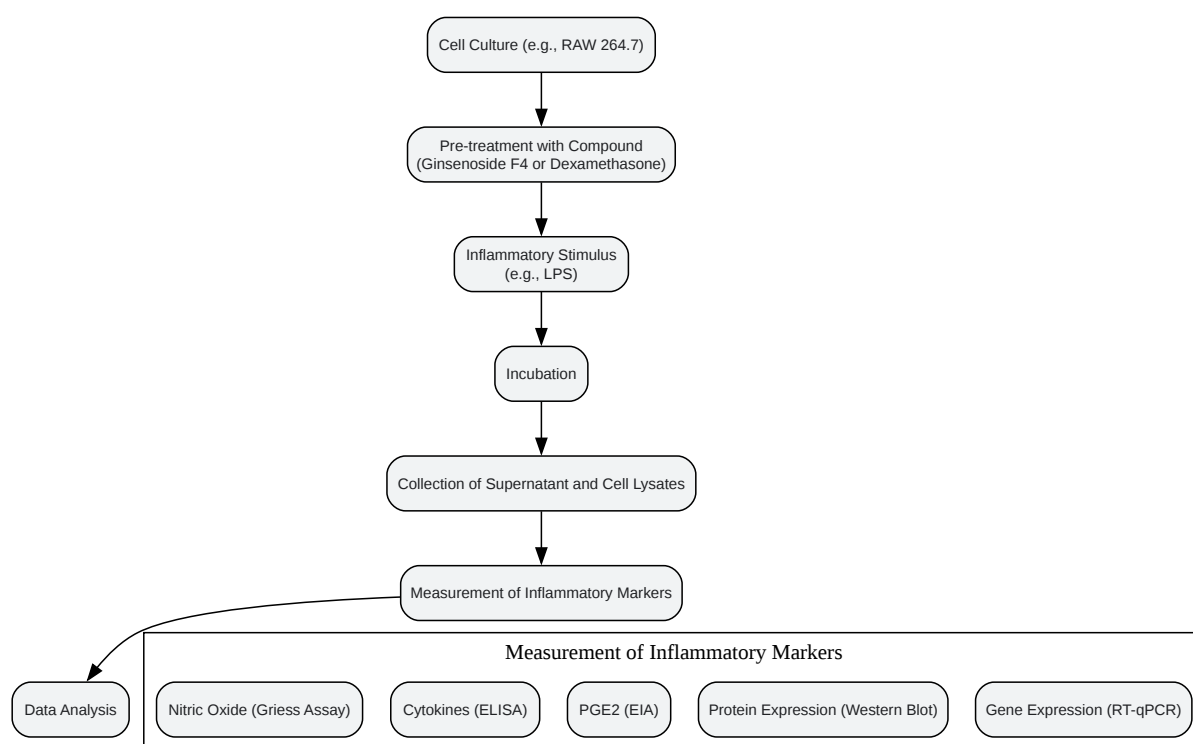 Cell Culture (e.g., RAW 264.7)
Pre-treatment with Compound
(Ginsenoside F4 or Dexamethasone)
Inflammatory Stimulus
(e.g., LPS)
Incubation
Collection of Supernatant and Cell Lysates
Measurement of Inflammatory Markers
Measurement of Inflammatory Markers
Data Analysis
Nitric Oxide (Griess Assay)
Cytokines (ELISA)
PGE2 (EIA)
Protein Expression (Western Blot)
Gene Expression (RT-qPCR)